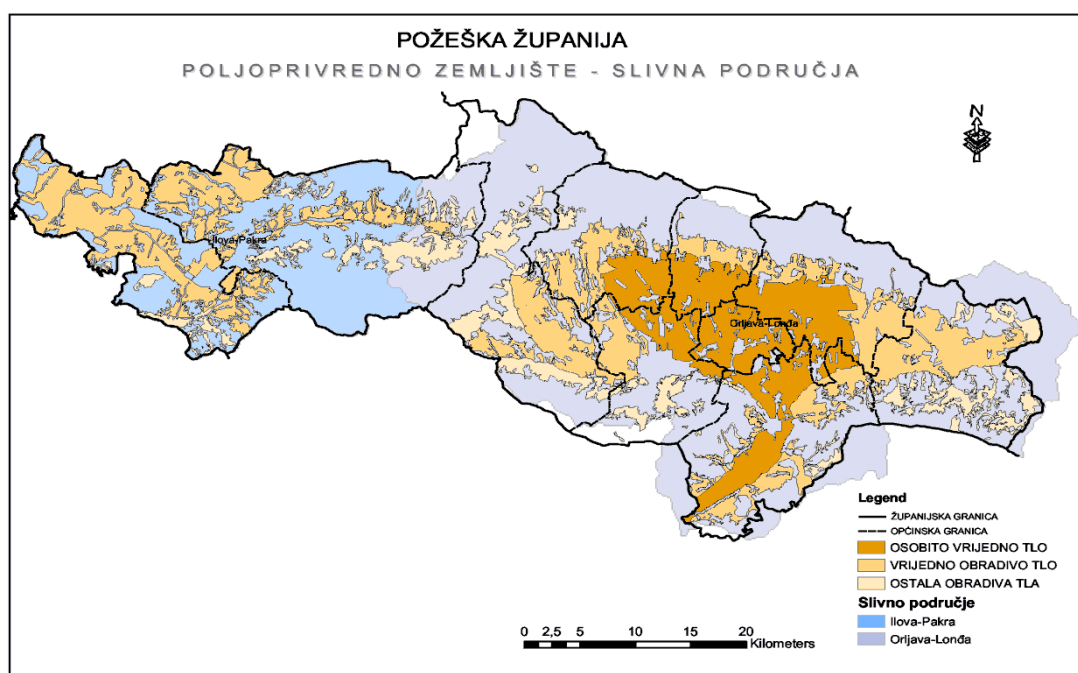 POŽEŠKA ŽUPANIJA
POLJOPRIVREDNO ZEMLJIŠTE - SLIVNA PODRUČJA
N
Ilova-Pakra
Orljava-Lonđa
Legend
ŽUPANIJSKA GRANICA
OPĆINSKA GRANICA
OSOBITO VRIJEDNO TLO
VRIJEDNO OBRADIVO TLO
OSTALA OBRADIVA TLA
Slivno područje
Ilova-Pakra
Orljava-Lonđa
0 2,5 5 10 15 20
Kilometers